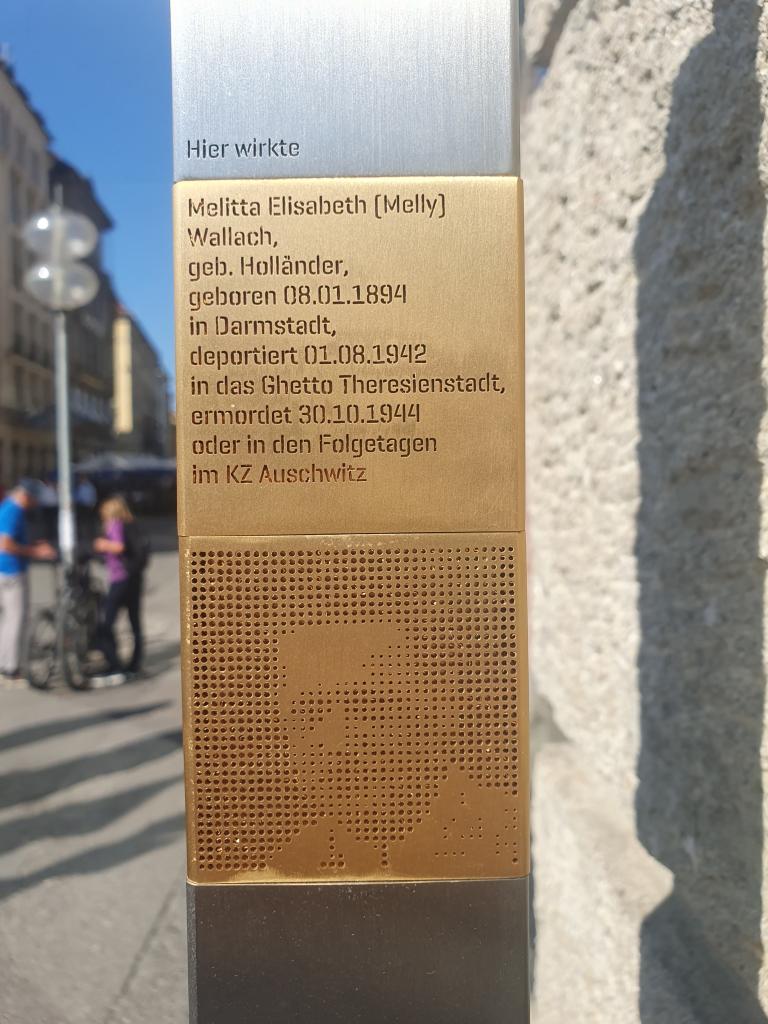 Hier wirkte
Melitta Elisabeth (Melly)
Wallach,
geb. Holländer,
geboren 08.01.1894
in Darmstadt,
deportiert 01.08.1942
in das Ghetto Theresienstadt,
ermordet 30.10.1944
oder in den Folgetagen
im KZ Auschwitz